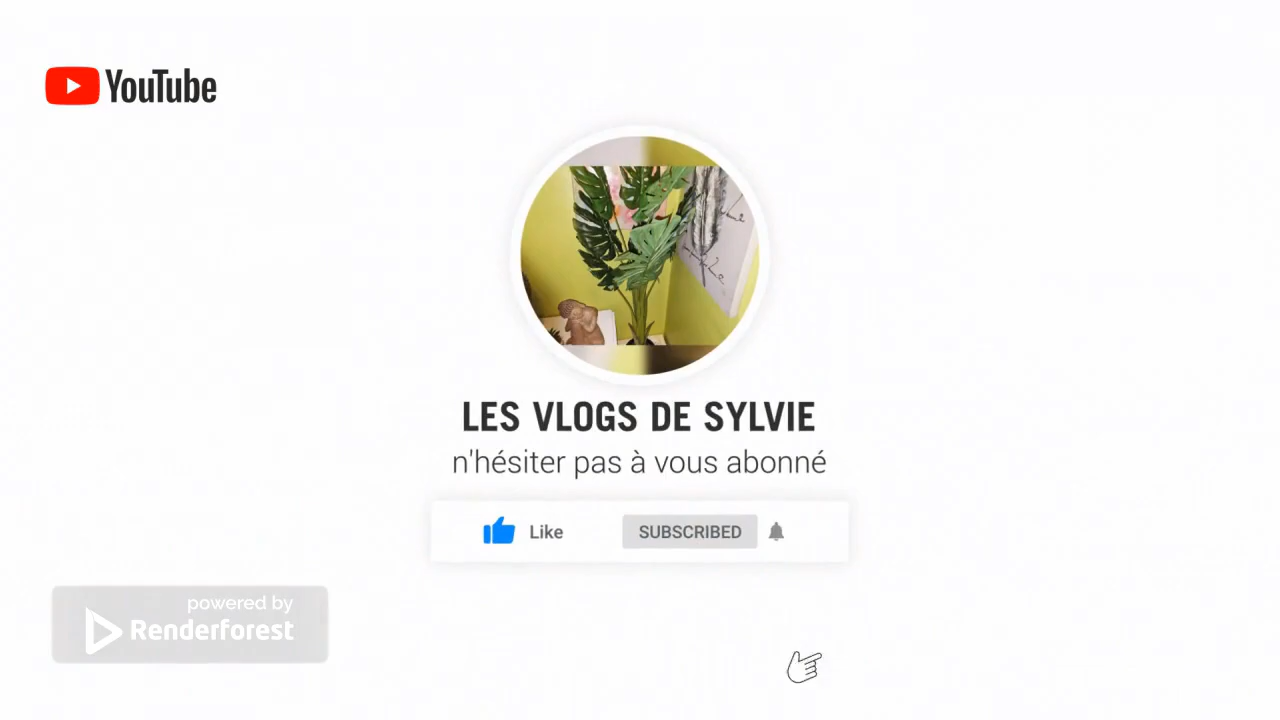 YouTube
LES VLOGS DE SYLVIE
n'hésiter pas à vous abonné
Like
SUBSCRIBED
powered by
Renderforest